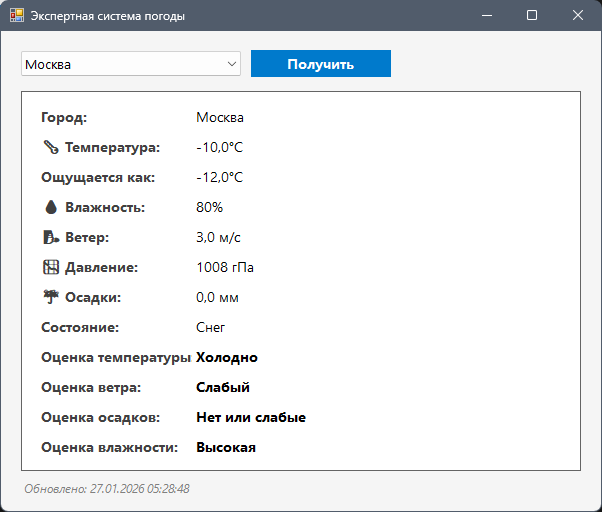 Экспертная система погоды
Москва
Получить
Город: Москва
Температура: -10,0°C
Ощущается как: -12,0°C
Влажность: 80%
Ветер: 3,0 м/с
Давление: 1008 гПа
Осадки: 0,0 мм
Состояние: Снег
Оценка температуры Холодно
Оценка ветра: Слабый
Оценка осадков: Нет или слабые
Оценка влажности: Высокая
Обновлено: 27.01.2026 05:28:48